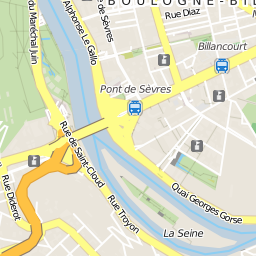 BOULOGNE-BIL
Rue Diaz
Billancourt
du Maréchal Juin
Alphonse Le Gallo
de Sèvres
Pont de Sèvres
Rue de Saint-Cloud
Rue Diderot
Rue Troyon
Quai Georges Gorse
La Seine